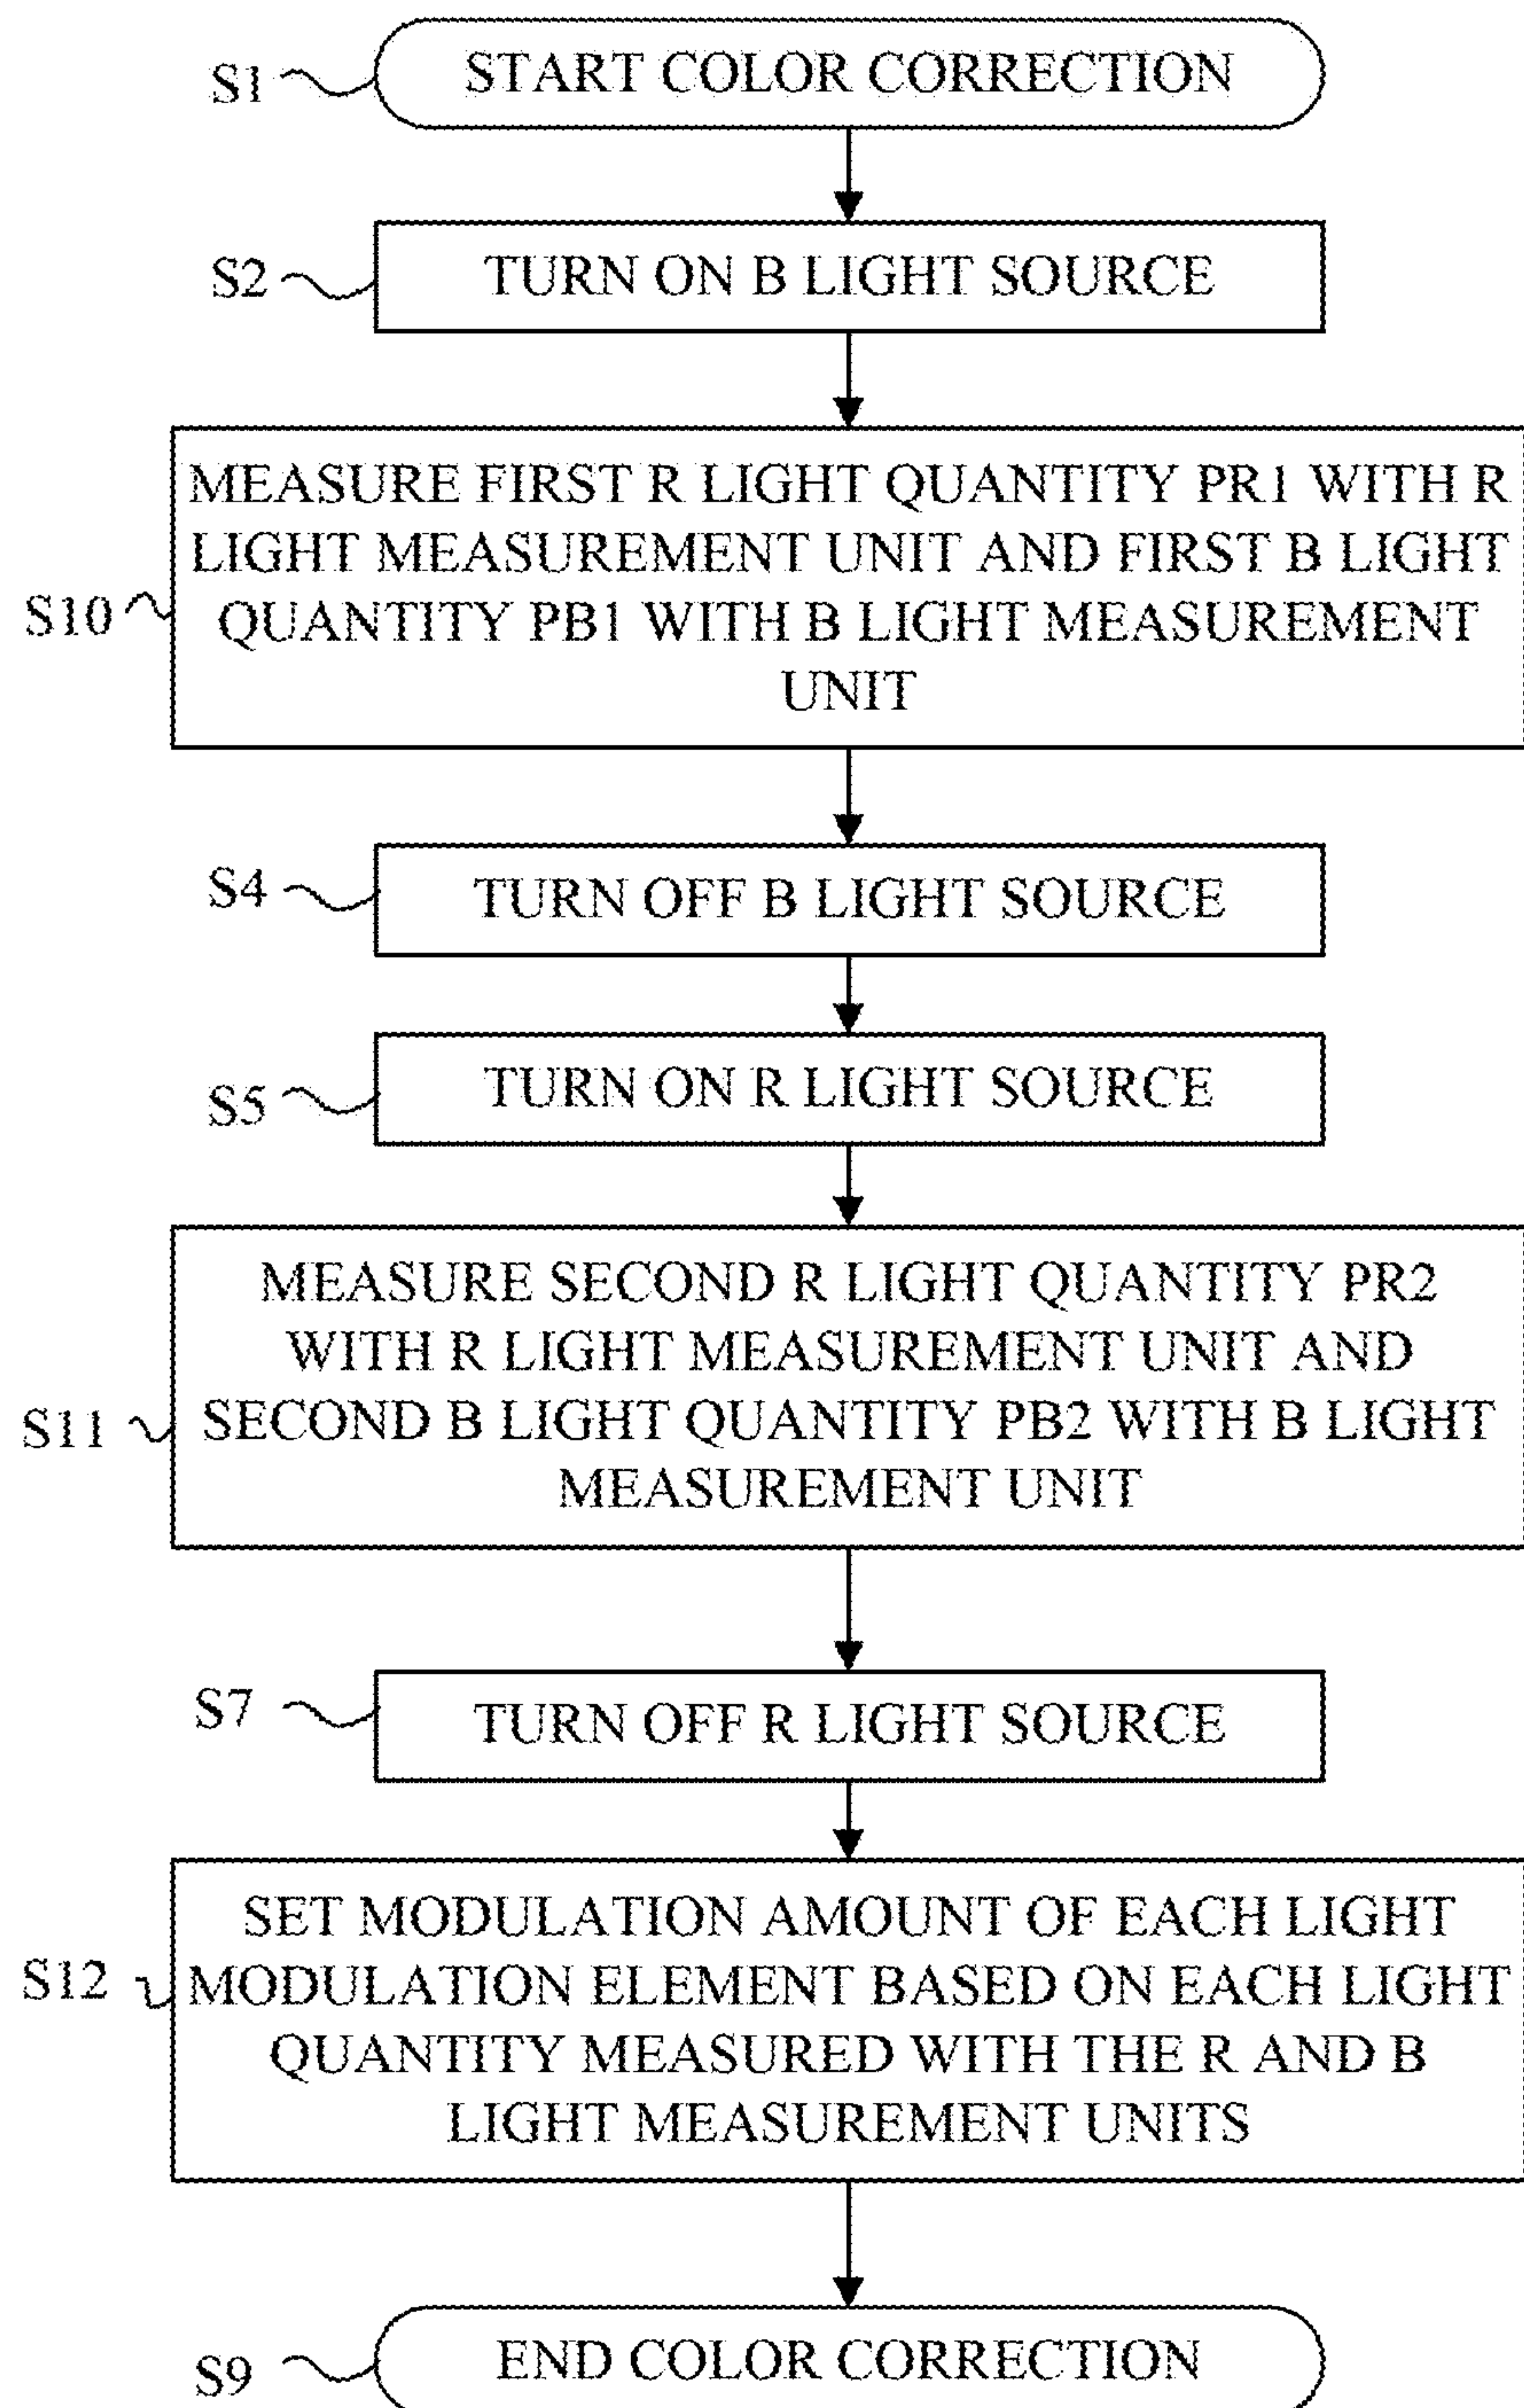 S1
START COLOR CORRECTION
S2
TURN ON B LIGHT SOURCE
S10
MEASURE FIRST R LIGHT QUANTITY PR1 WITH R
LIGHT MEASUREMENT UNIT AND FIRST B LIGHT
QUANTITY PB1 WITH B LIGHT MEASUREMENT
UNIT
S4
TURN OFF B LIGHT SOURCE
S5
TURN ON R LIGHT SOURCE
S11
MEASURE SECOND R LIGHT QUANTITY PR2
WITH R LIGHT MEASUREMENT UNIT AND
SECOND B LIGHT QUANTITY PB2 WITH B LIGHT
MEASUREMENT UNIT
S7
TURN OFF R LIGHT SOURCE
S12
SET MODULATION AMOUNT OF EACH LIGHT
MODULATION ELEMENT BASED ON EACH LIGHT
QUANTITY MEASURED WITH THE R AND B
LIGHT MEASUREMENT UNITS
S9
END COLOR CORRECTION